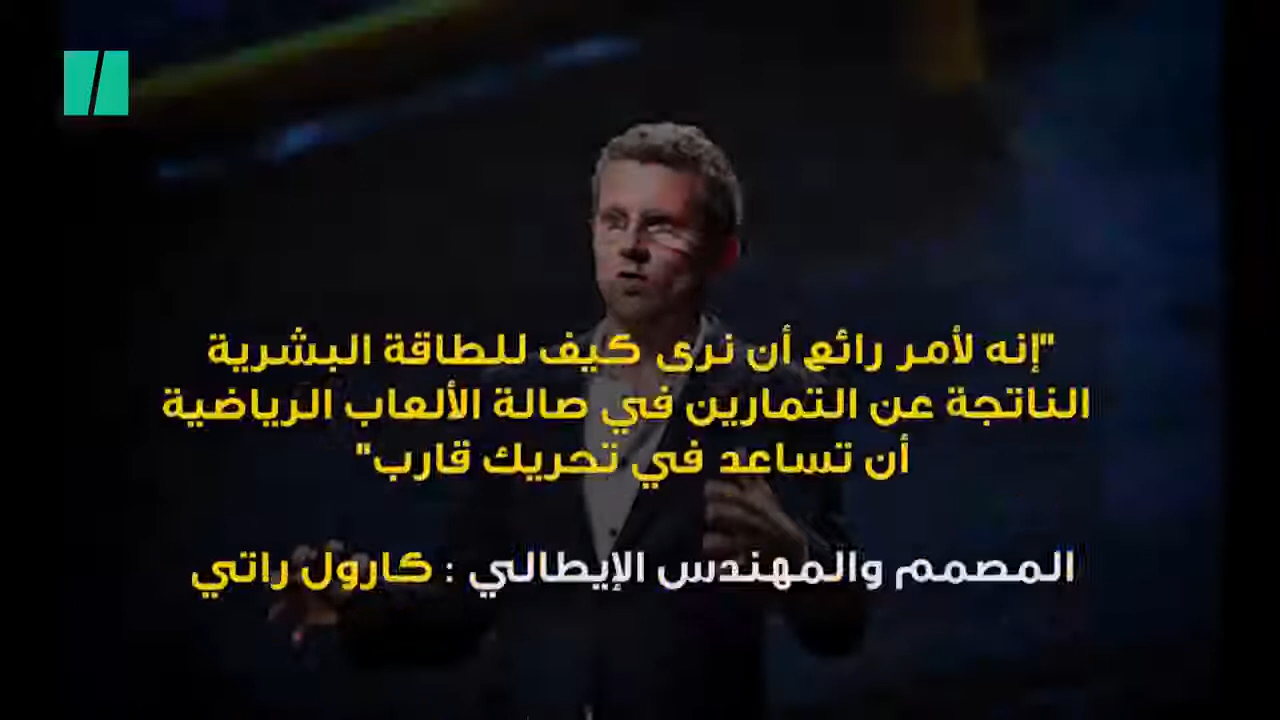 "إنه لأمر رائع أن نرى كيف للطاقة البشرية
الناتجة عن التمارين في صالة الألعاب الرياضية
أن تساعد في تحريك قارب"
المصمم والمهندس الإيطالي : كارول راتي